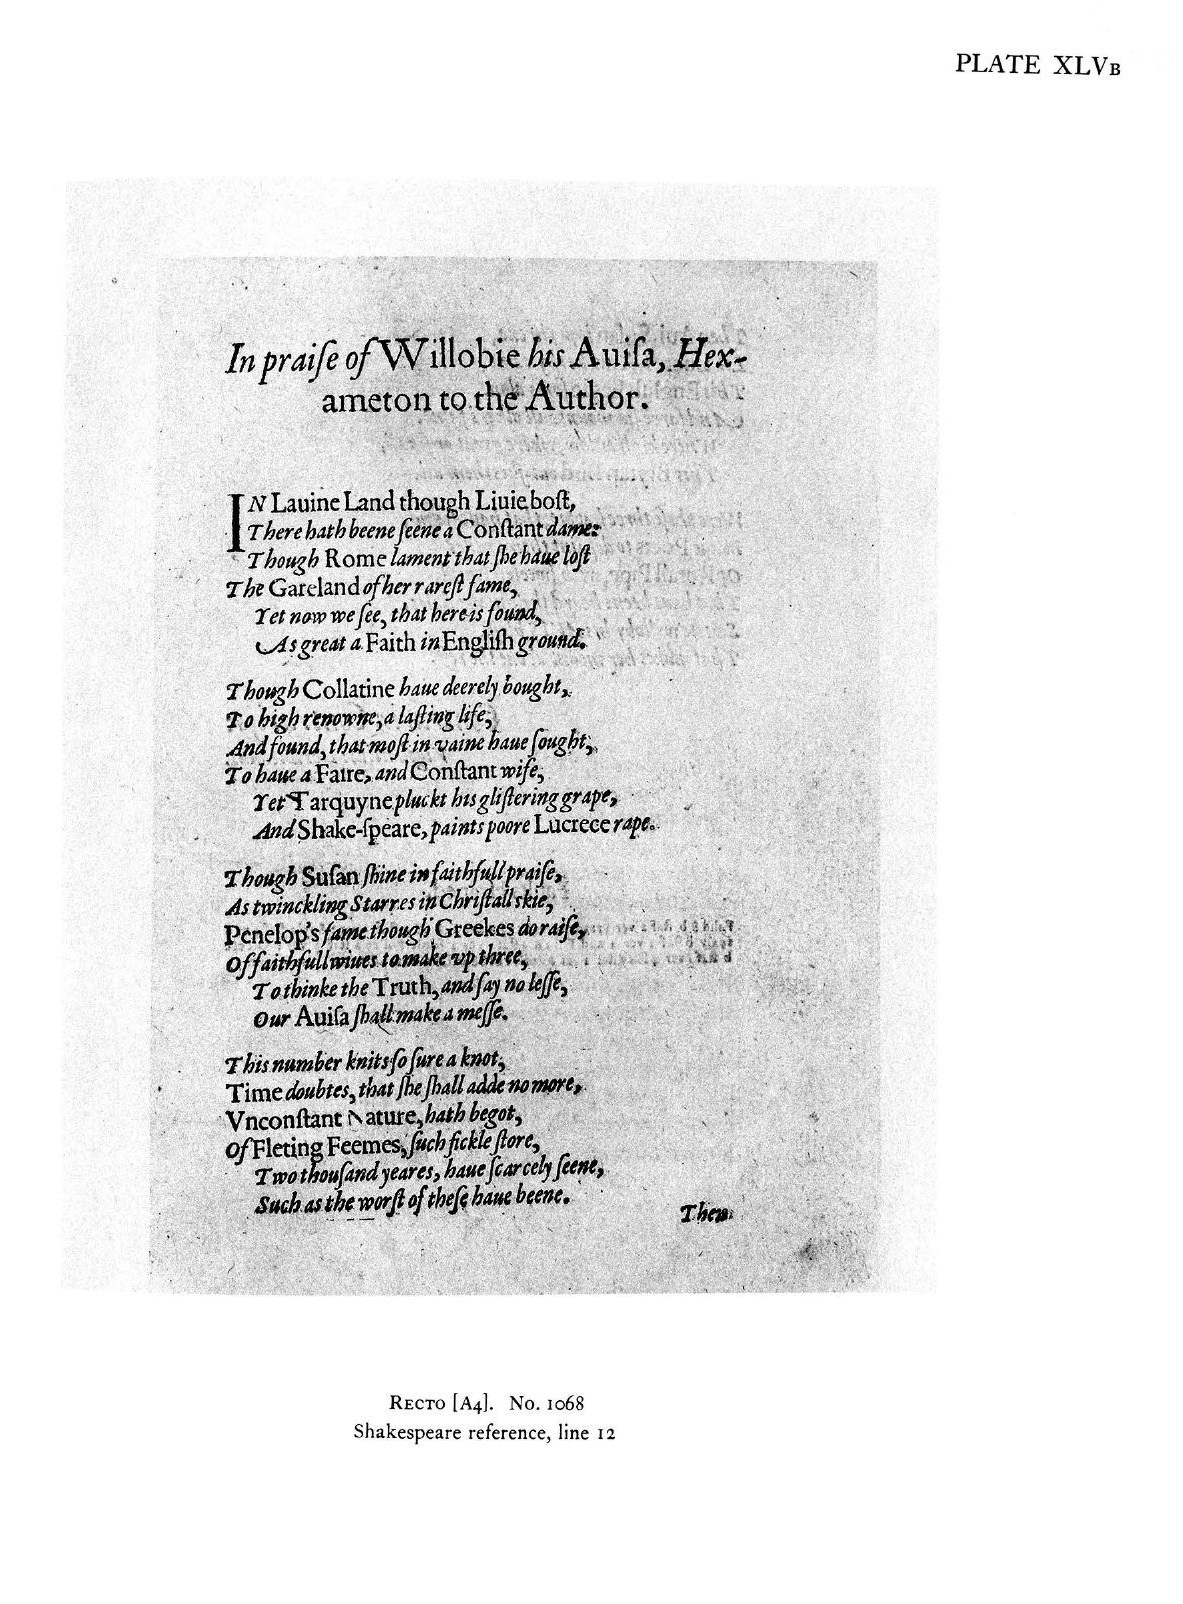 PLATE XLVB
In praiſe of Willobie his Auiſa, Hex-
ameton to the Author.
IN Lauine Land though Liuie boſt,
There hath beene ſeene a Conſtant dame:
Though Rome lament that ſhe haue loſt
The Gareland of her rareſt fame,
Yet now we ſee, that here is found,
As great a Faith in Engliſh ground.
Though Collatine haue deerely bought,
To high renowne, a laſting life,
And found, that moſt in vaine haue ſought,
To haue a Faire, and Conſtant wife,
Yet Tarquyne pluckt his gliſtering grape,
And Shake-ſpeare, paints poore Lucrece rape.
Though Suſan ſhine in faithfull praiſe,
As twinckling Starres in Chriſtall skie,
Penelop's fame though Greekes do raiſe,
Of faithfull wiues to make vp three,
To thinke the Truth, and ſay no leſſe,
Our Auiſa ſhall make a meſſe.
This number knits ſo ſure a knot,
Time doubtes, that ſhe ſhall adde no more,
Vnconſtant Nature, hath begot,
Of Fleting Feemes, ſuch fickle ſtore,
Two thouſand yeares, haue ſcarcely ſeene,
Such as the worſt of theſe haue beene.
Then
RECTO [A4]. No. 1068
Shakespeare reference, line 12